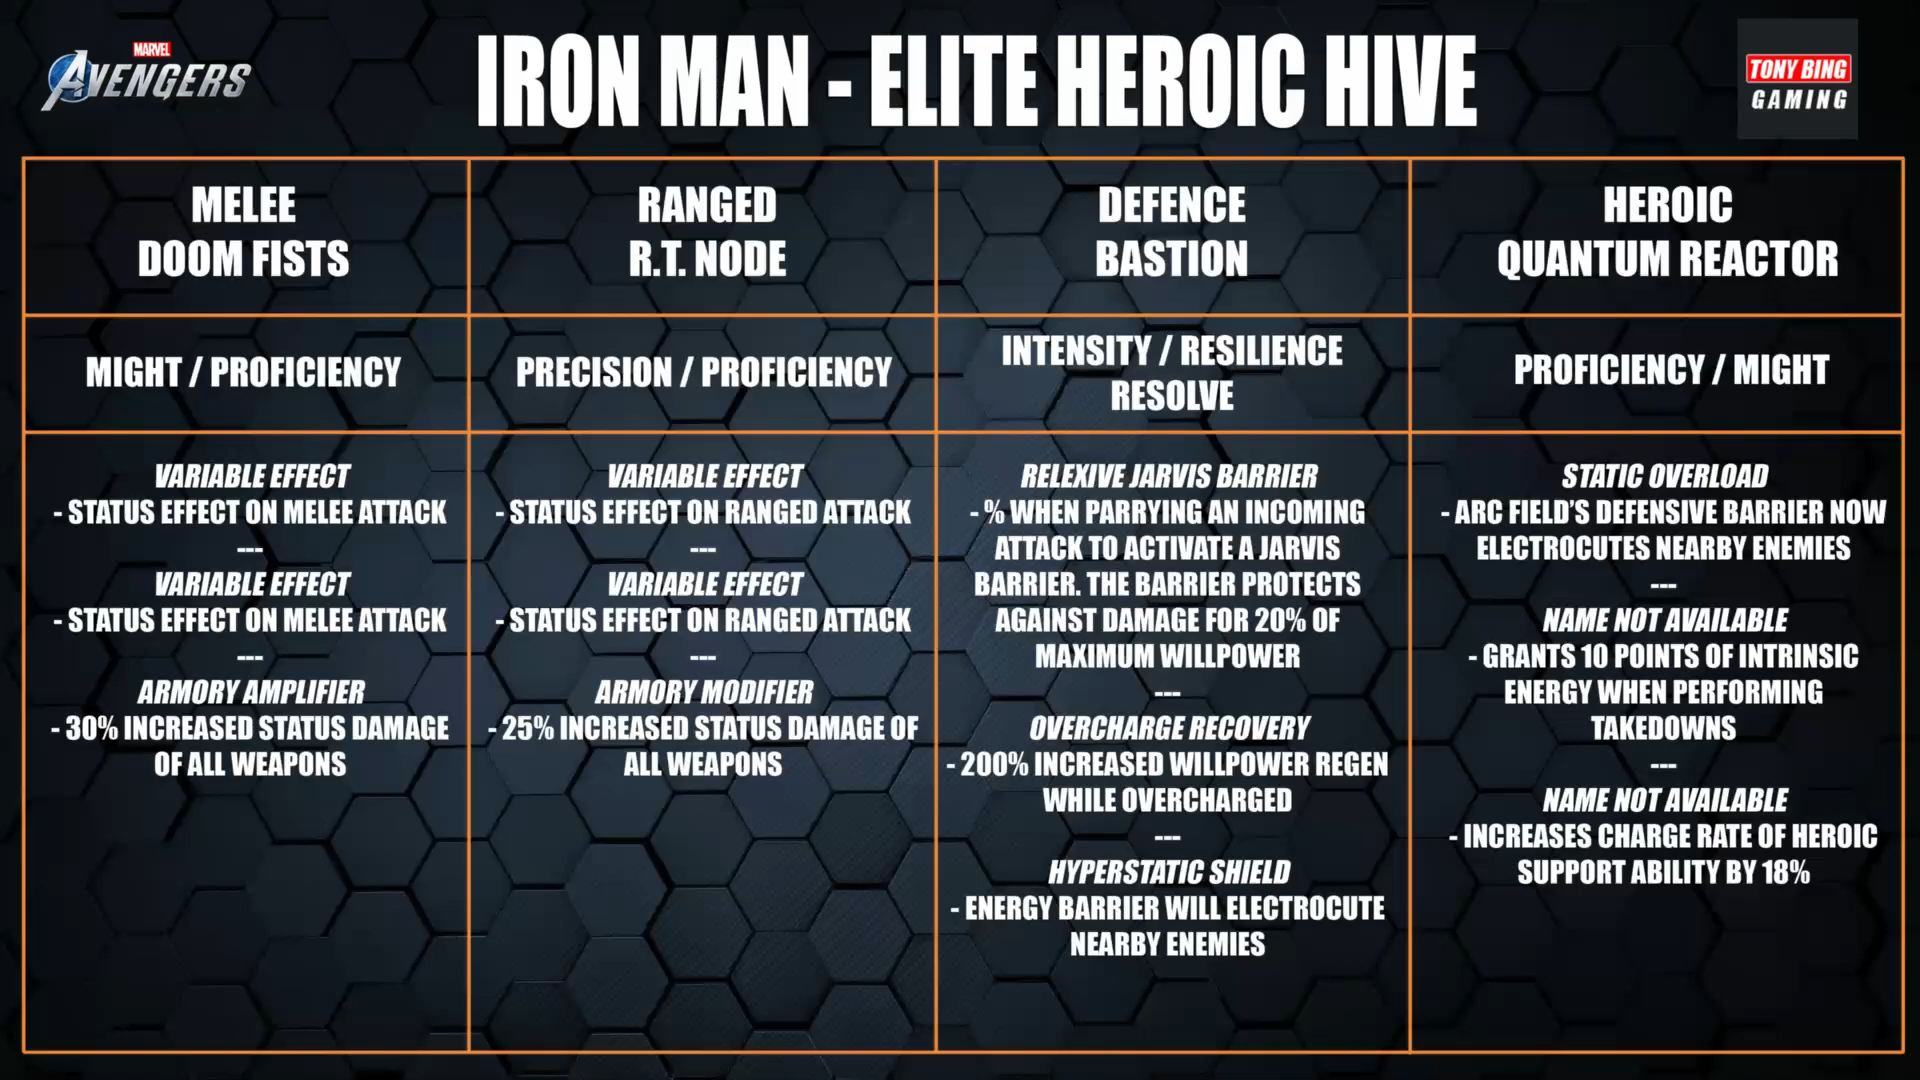 MARVEL
AVENGERS
IRON MAN - ELITE HEROIC HIVE
TONY BING
GAMING
MELEE
DOOM FISTS
RANGED
R.T. NODE
DEFENCE
BASTION
HEROIC
QUANTUM REACTOR
MIGHT / PROFICIENCY
PRECISION / PROFICIENCY
INTENSITY / RESILIENCE
RESOLVE
PROFICIENCY / MIGHT
VARIABLE EFFECT
- STATUS EFFECT ON MELEE ATTACK
---
VARIABLE EFFECT
- STATUS EFFECT ON MELEE ATTACK
---
ARMORY AMPLIFIER
- 30% INCREASED STATUS DAMAGE
OF ALL WEAPONS
VARIABLE EFFECT
- STATUS EFFECT ON RANGED ATTACK
---
VARIABLE EFFECT
- STATUS EFFECT ON RANGED ATTACK
---
ARMORY MODIFIER
- 25% INCREASED STATUS DAMAGE OF
ALL WEAPONS
RELEXIVE JARVIS BARRIER
- % WHEN PARRYING AN INCOMING
ATTACK TO ACTIVATE A JARVIS
BARRIER. THE BARRIER PROTECTS
AGAINST DAMAGE FOR 20% OF
MAXIMUM WILLPOWER
---
OVERCHARGE RECOVERY
- 200% INCREASED WILLPOWER REGEN
WHILE OVERCHARGED
---
HYPERSTATIC SHIELD
- ENERGY BARRIER WILL ELECTROCUTE
NEARBY ENEMIES
STATIC OVERLOAD
- ARC FIELD'S DEFENSIVE BARRIER NOW
ELECTROCUTES NEARBY ENEMIES
---
NAME NOT AVAILABLE
- GRANTS 10 POINTS OF INTRINSIC
ENERGY WHEN PERFORMING
TAKEDOWNS
---
NAME NOT AVAILABLE
- INCREASES CHARGE RATE OF HEROIC
SUPPORT ABILITY BY 18%